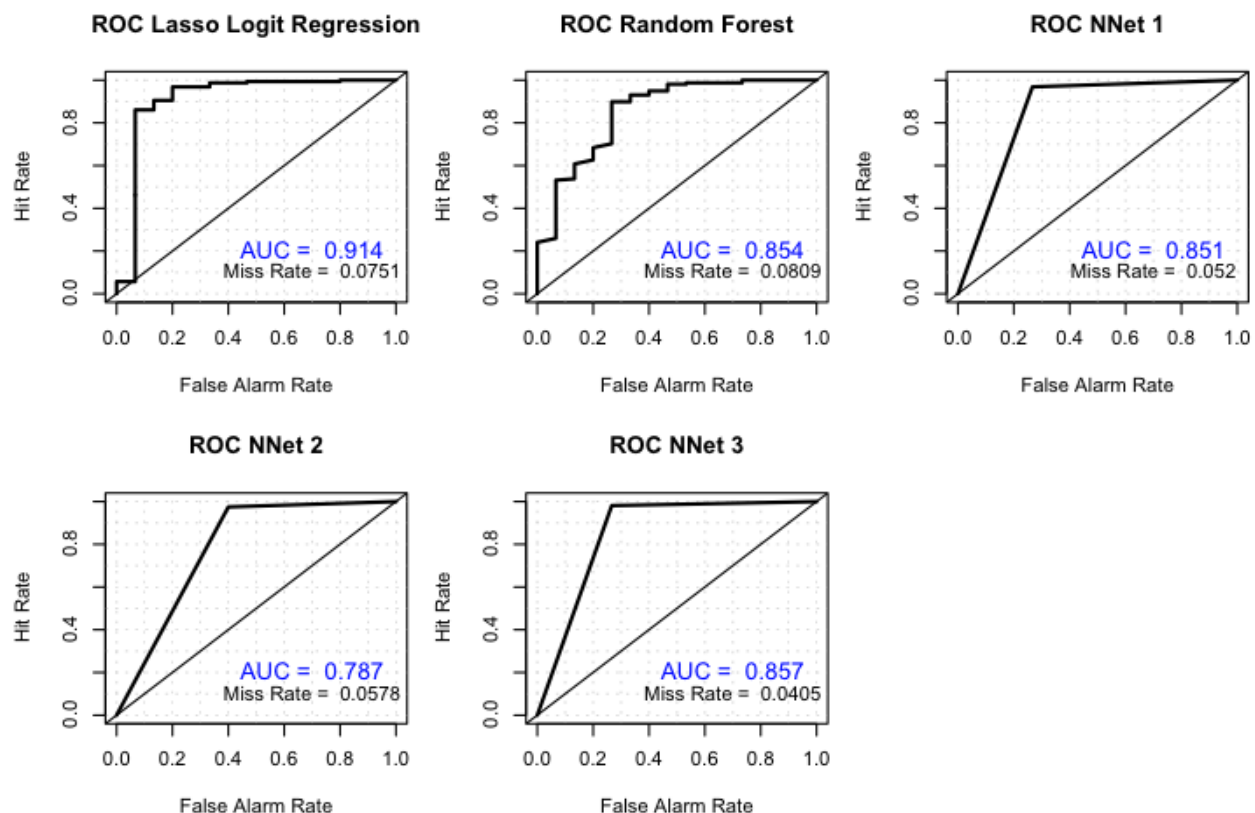 ROC Lasso Logit Regression
Hit Rate
0.8
0.4
0.0
AUC = 0.914
Miss Rate = 0.0751
0.0 0.2 0.4 0.6 0.8 1.0
False Alarm Rate
ROC Random Forest
Hit Rate
0.8
0.4
0.0
AUC = 0.854
Miss Rate = 0.0809
0.0 0.2 0.4 0.6 0.8 1.0
False Alarm Rate
ROC NNet 1
Hit Rate
0.8
0.4
0.0
AUC = 0.851
Miss Rate = 0.052
0.0 0.2 0.4 0.6 0.8 1.0
False Alarm Rate
ROC NNet 2
Hit Rate
0.8
0.4
0.0
AUC = 0.787
Miss Rate = 0.0578
0.0 0.2 0.4 0.6 0.8 1.0
False Alarm Rate
ROC NNet 3
Hit Rate
0.8
0.4
0.0
AUC = 0.857
Miss Rate = 0.0405
0.0 0.2 0.4 0.6 0.8 1.0
False Alarm Rate